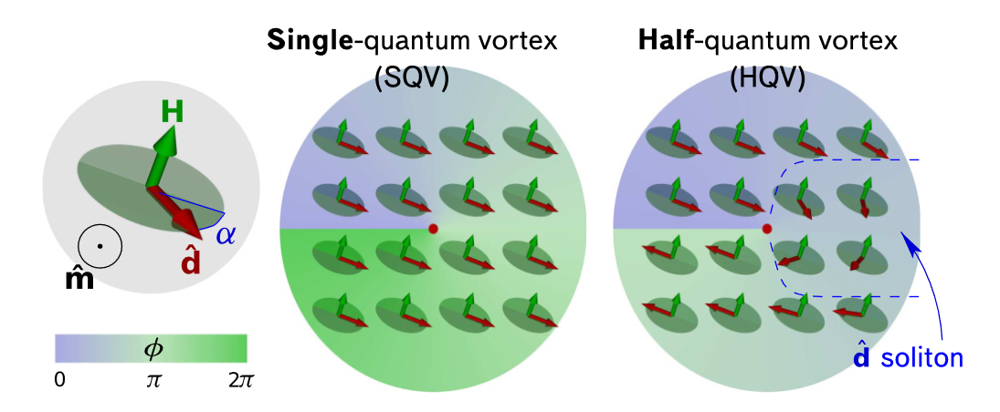 Single-quantum vortex
(SQV)
Half-quantum vortex
(HQV)
H
α
d̂
m̂
ϕ
0 π 2π
d̂ soliton